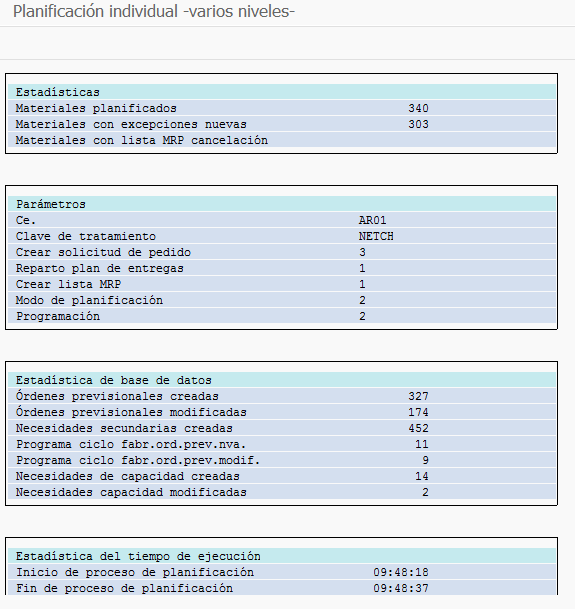 Planificación individual -varios niveles-
Estadísticas
Materiales planificados 340
Materiales con excepciones nuevas 303
Materiales con lista MRP cancelación
Parámetros
Ce. AR01
Clave de tratamiento NETCH
Crear solicitud de pedido 3
Reparto plan de entregas 1
Crear lista MRP 1
Modo de planificación 2
Programación 2
Estadística de base de datos
Órdenes previsionales creadas 327
Órdenes previsionales modificadas 174
Necesidades secundarias creadas 452
Programa ciclo fabr.ord.prev.nva. 11
Programa ciclo fabr.ord.prev.modif. 9
Necesidades de capacidad creadas 14
Necesidades capacidad modificadas 2
Estadística del tiempo de ejecución
Inicio de proceso de planificación 09:48:18
Fin de proceso de planificación 09:48:37